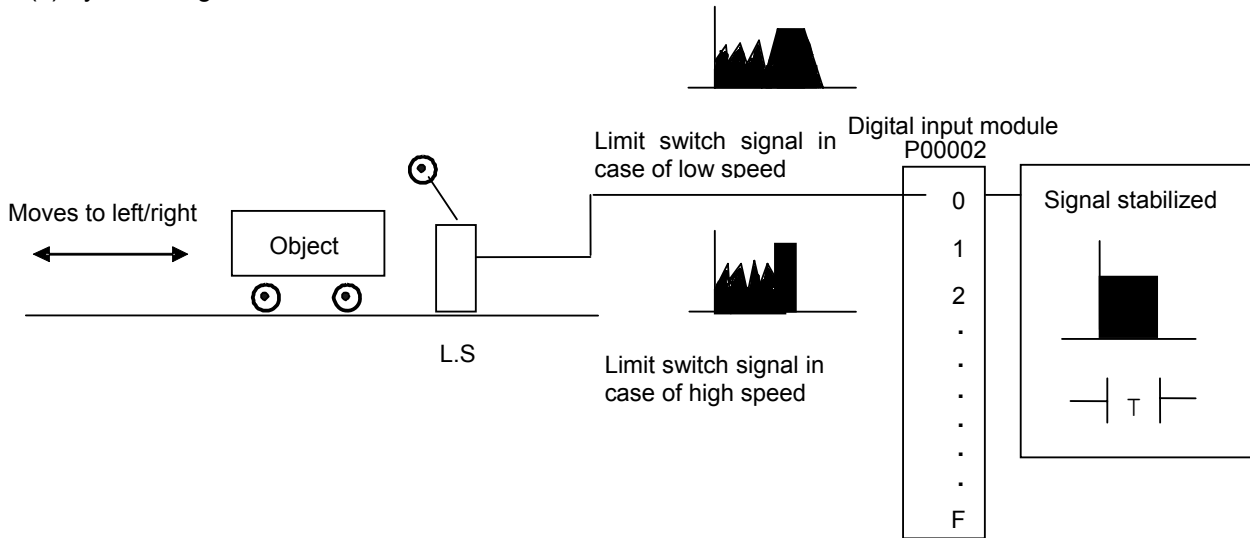 Limit switch signal in
case of low speed
Digital input module
P00002
Moves to left/right
Object
L.S
Limit switch signal in
case of high speed
0
1
2
.
.
.
.
.
.
F
Signal stabilized
T